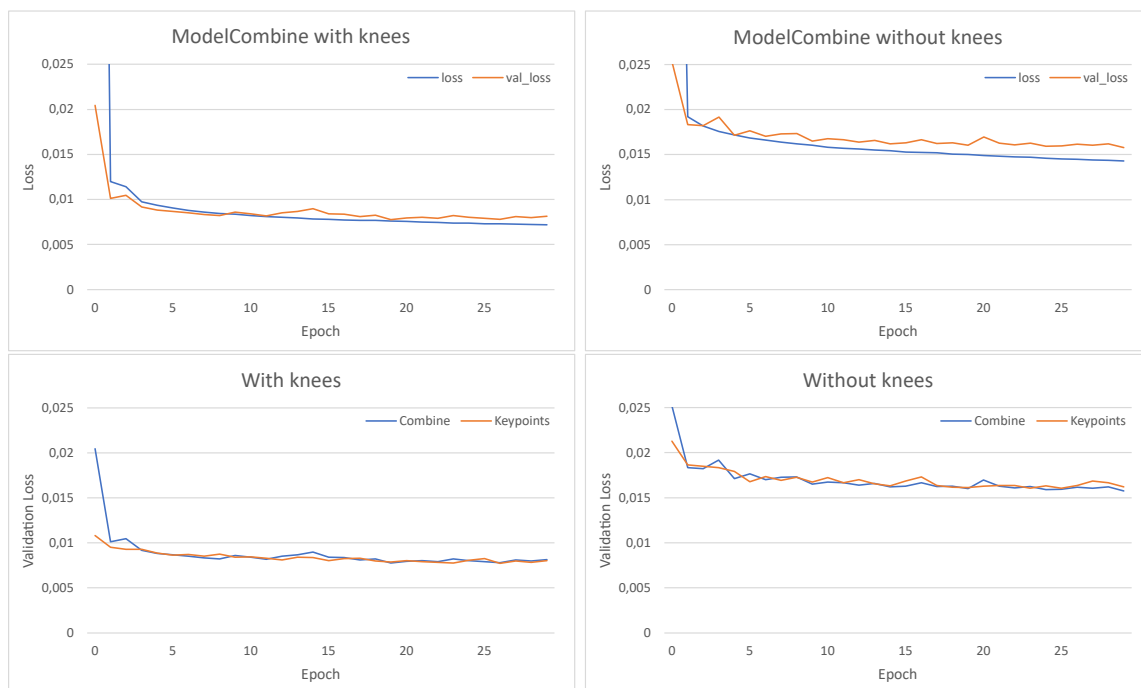 ModelCombine with knees
loss val_loss
0,025
0,02
0,015
0,01
0,005
0
Loss
0 5 10 15 20 25
Epoch
ModelCombine without knees
loss val_loss
0,025
0,02
0,015
0,01
0,005
0
Loss
0 5 10 15 20 25
Epoch
With knees
Combine Keypoints
0,025
0,02
0,015
0,01
0,005
0
Validation Loss
0 5 10 15 20 25
Epoch
Without knees
Combine Keypoints
0,025
0,02
0,015
0,01
0,005
0
Validation Loss
0 5 10 15 20 25
Epoch